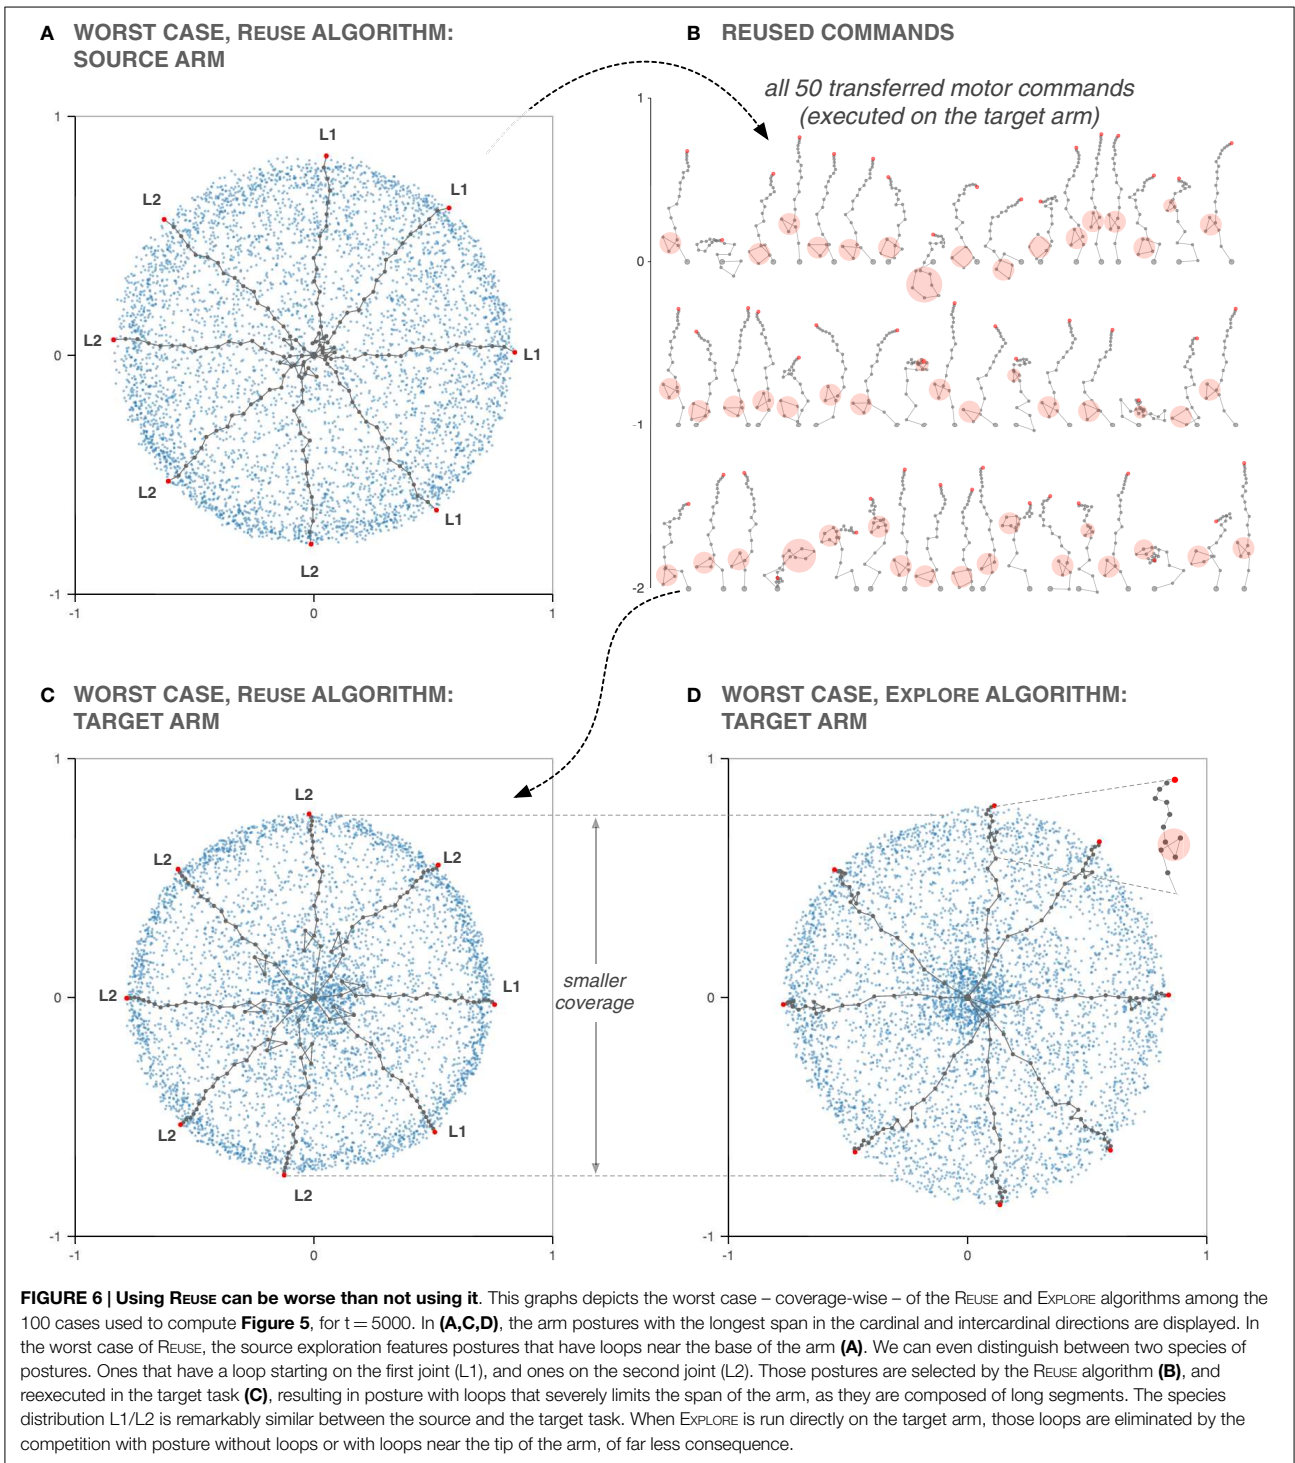 A WORST CASE, REUSE ALGORITHM:
SOURCE ARM
1
0
-1
-1
0
1
L1
L1
L2
L2
L1
L2
L1
L2
B REUSED COMMANDS
all 50 transferred motor commands
(executed on the target arm)
1
0
-1
-2
C WORST CASE, REUSE ALGORITHM:
TARGET ARM
1
0
-1
-1
0
1
L2
L2
L2
L2
L1
L2
L1
L2
smaller
coverage
D WORST CASE, EXPLORE ALGORITHM:
TARGET ARM
1
0
-1
-1
0
1
FIGURE 6 | Using REUSE can be worse than not using it. This graphs depicts the worst case – coverage-wise – of the REUSE and EXPLORE algorithms among the
100 cases used to compute Figure 5, for t = 5000. In (A,C,D), the arm postures with the longest span in the cardinal and intercardinal directions are displayed. In
the worst case of REUSE, the source exploration features postures that have loops near the base of the arm (A). We can even distinguish between two species of
postures. Ones that have a loop starting on the first joint (L1), and ones on the second joint (L2). Those postures are selected by the REUSE algorithm (B), and
reexecuted in the target task (C), resulting in posture with loops that severely limits the span of the arm, as they are composed of long segments. The species
distribution L1/L2 is remarkably similar between the source and the target task. When EXPLORE is run directly on the target arm, those loops are eliminated by the
competition with posture without loops or with loops near the tip of the arm, of far less consequence.